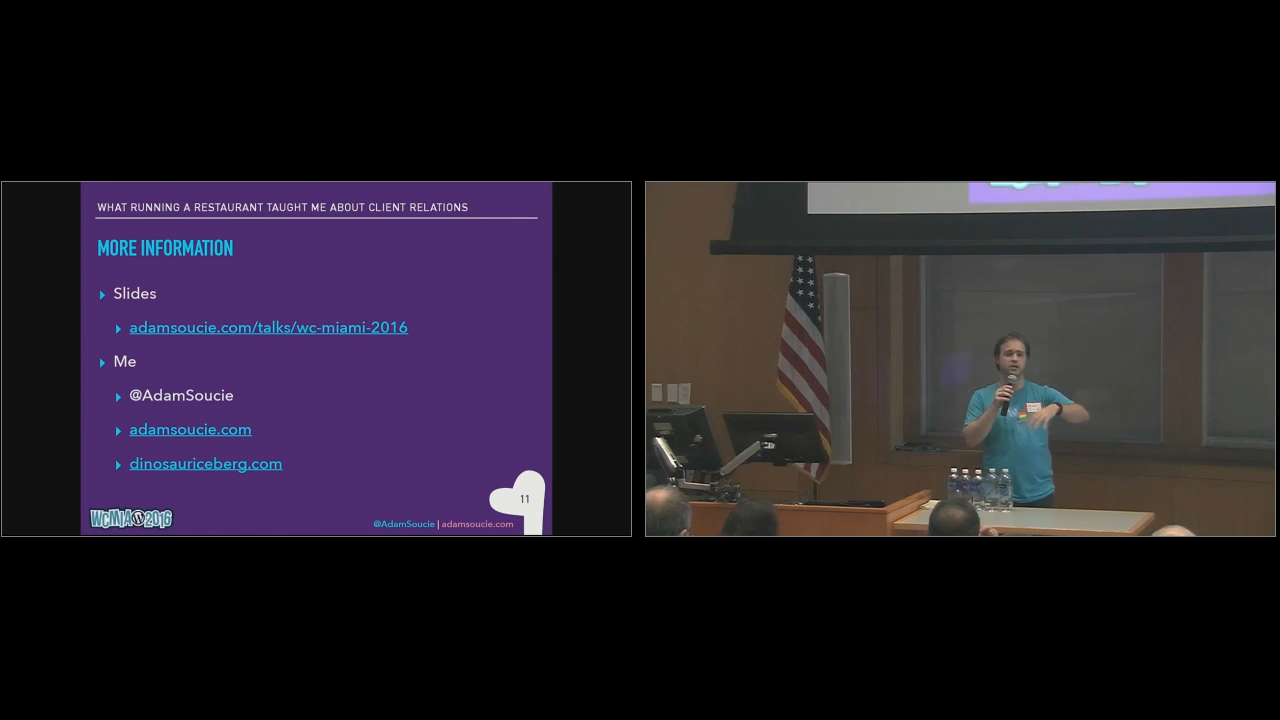 WHAT RUNNING A RESTAURANT TAUGHT ME ABOUT CLIENT RELATIONS
MORE INFORMATION
Slides
adamsoucie.com/talks/wc-miami-2016
Me
@AdamSoucie
adamsoucie.com
dinosauriceberg.com
11
WCMIA 2016
@AdamSoucie | adamsoucie.com